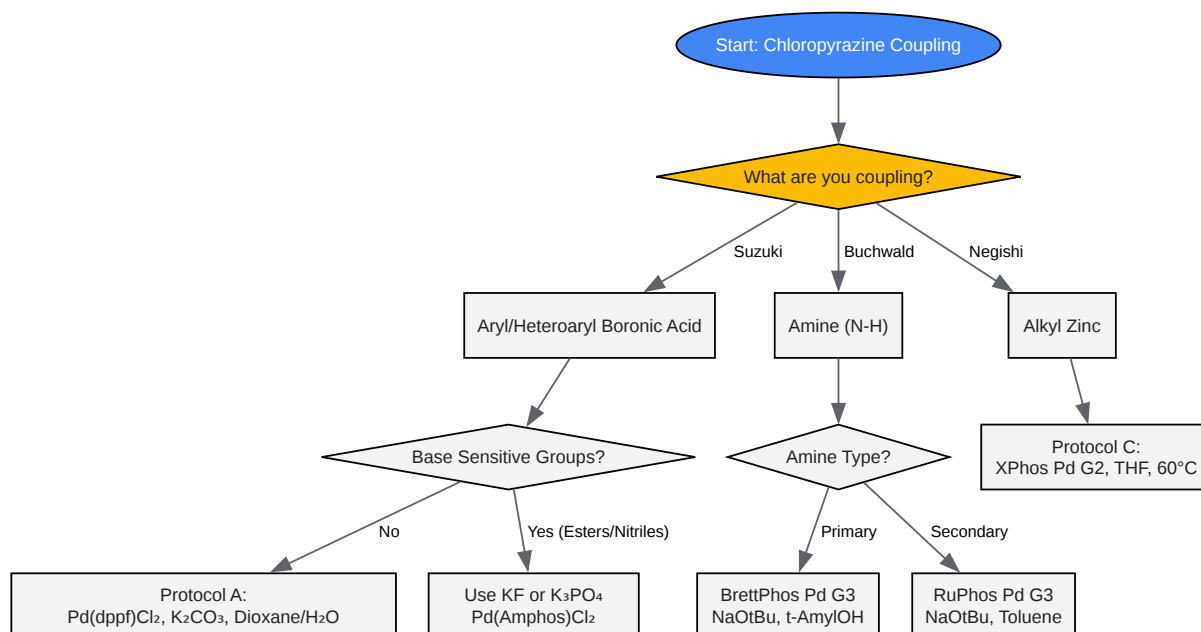 Start: Chloropyrazine Coupling
What are you coupling?
Suzuki
Buchwald
Negishi
Aryl/Heteroaryl Boronic Acid
Amine (N-H)
Alkyl Zinc
Base Sensitive Groups?
Amine Type?
Protocol C:
XPhos Pd G2, THF, 60°C
No
Yes (Esters/Nitriles)
Primary
Secondary
Protocol A:
Pd(dppf)Cl₂, K₂CO₃, Dioxane/H₂O
Use KF or K₃PO₄
Pd(Amphos)Cl₂
BrettPhos Pd G3
NaOtBu, t-AmylOH
RuPhos Pd G3
NaOtBu, Toluene